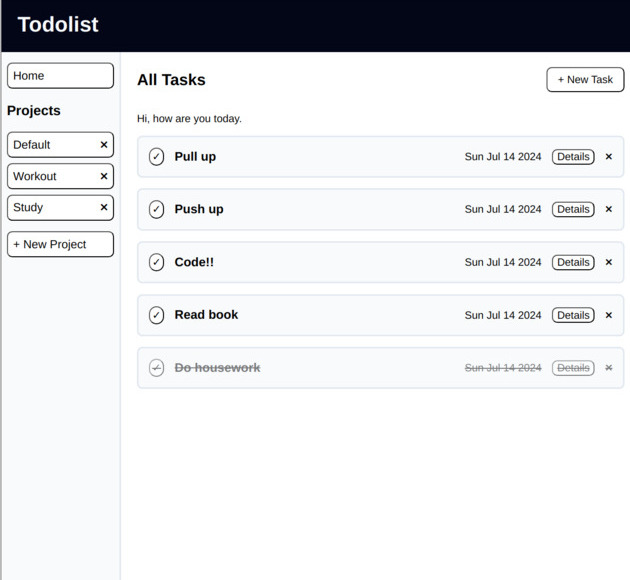 Todolist
Home
Projects
Default ×
Workout ×
Study ×
+ New Project
All Tasks
+ New Task
Hi, how are you today.
✓ Pull up Sun Jul 14 2024 Details ×
✓ Push up Sun Jul 14 2024 Details ×
✓ Code!! Sun Jul 14 2024 Details ×
✓ Read book Sun Jul 14 2024 Details ×
✓ Do housework Sun Jul 14 2024 Details ×